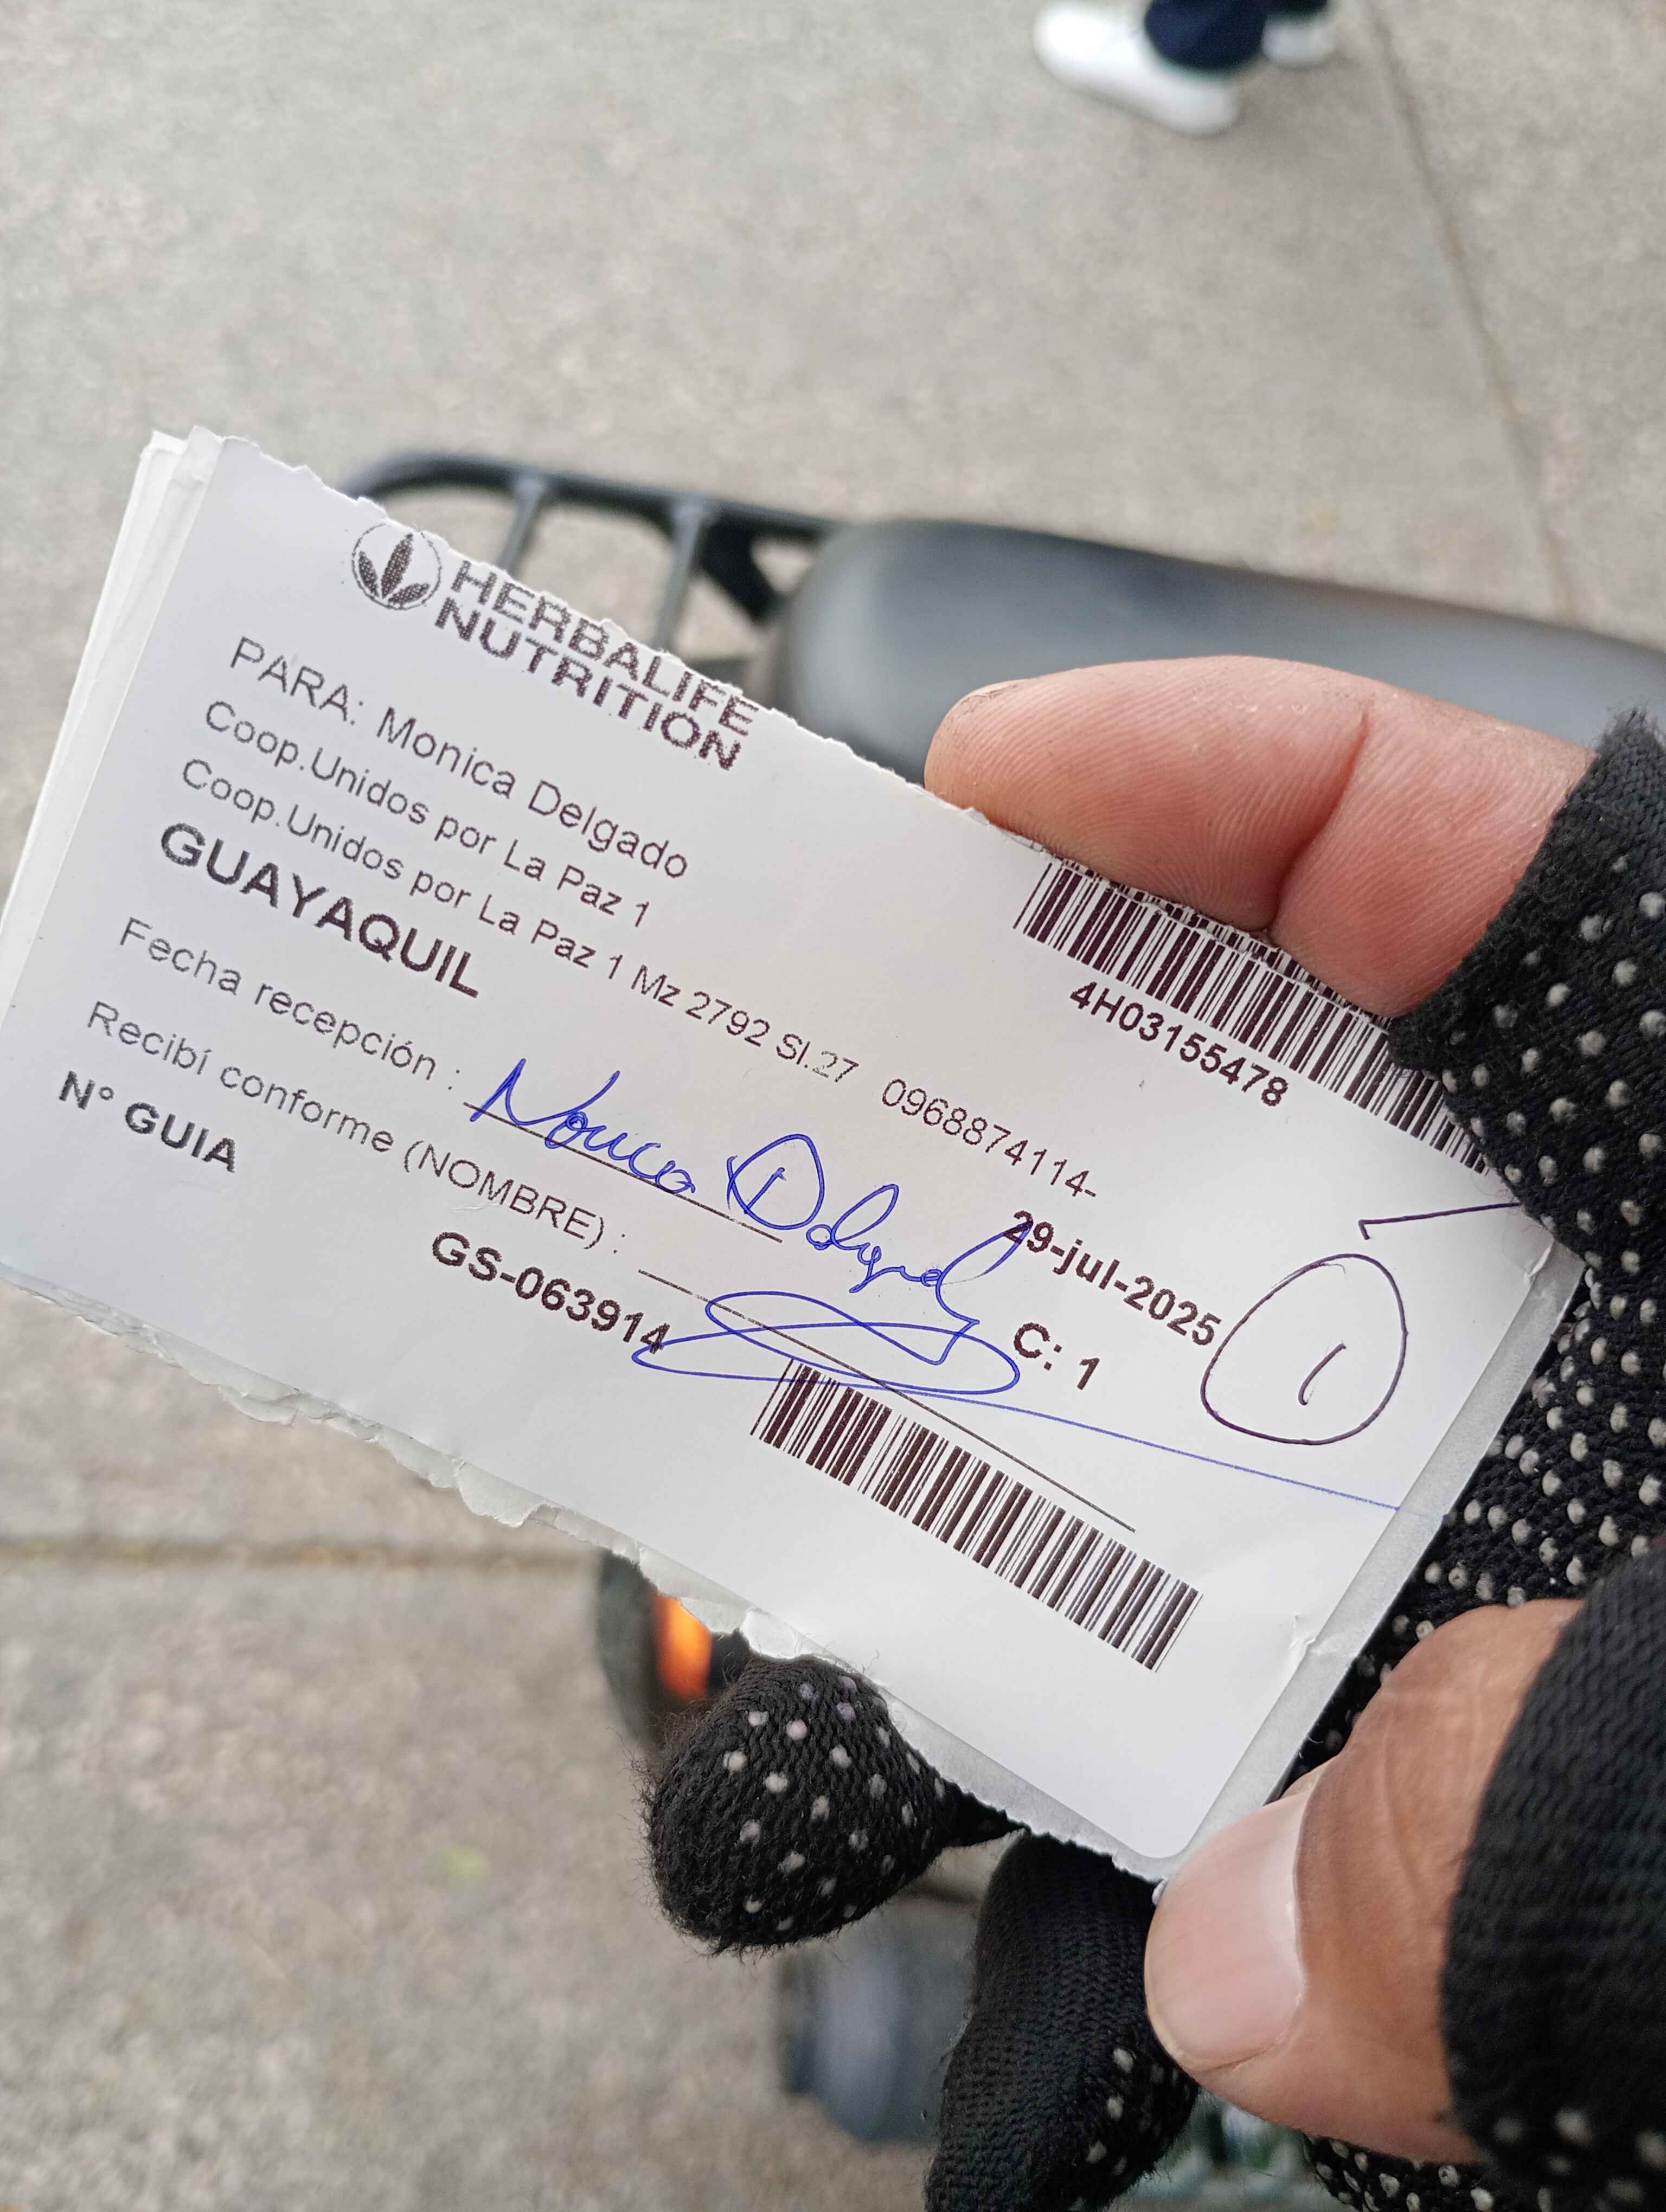 HERBALIFE
NUTRITION
PARA: Monica Delgado
Coop.Unidos por La Paz 1
Coop.Unidos por La Paz 1 Mz 2792 Sl.27 0968874114-
GUAYAQUIL
4H03155478
Fecha recepción :
29-jul-2025
Recibí conforme (NOMBRE) :
C: 1
1
N° GUIA
GS-063914